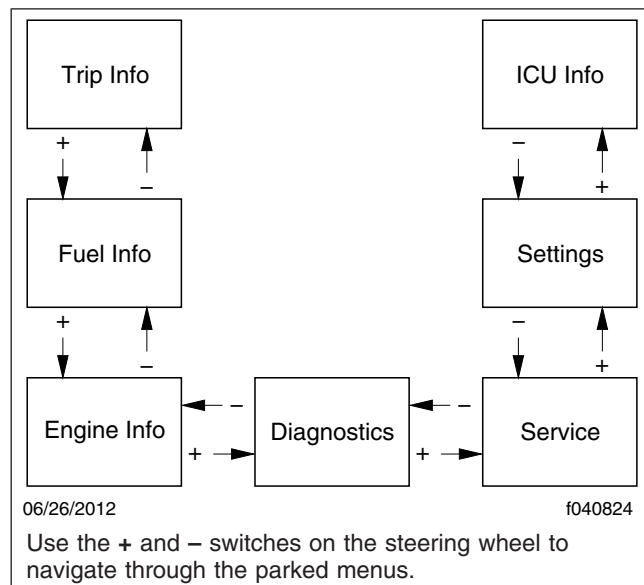 Trip Info
ICU Info
+
–
–
+
Fuel Info
Settings
+
–
–
+
Engine Info
–
+
Diagnostics
–
+
Service
06/26/2012
f040824
Use the + and – switches on the steering wheel to
navigate through the parked menus.